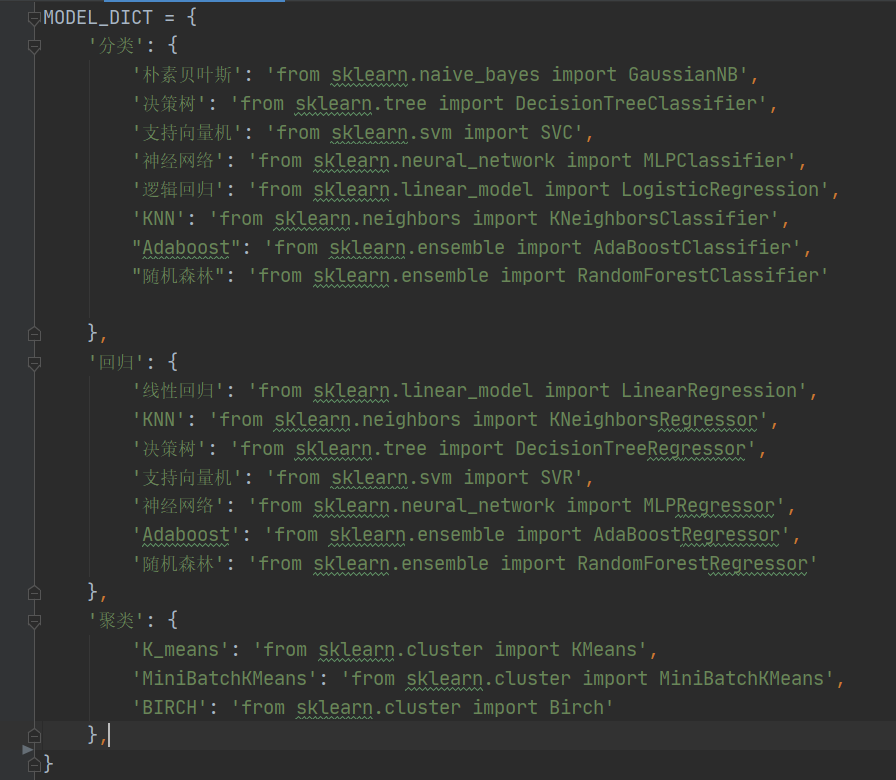 MODEL_DICT = {
    '分类': {
        '朴素贝叶斯': 'from sklearn.naive_bayes import GaussianNB',
        '决策树': 'from sklearn.tree import DecisionTreeClassifier',
        '支持向量机': 'from sklearn.svm import SVC',
        '神经网络': 'from sklearn.neural_network import MLPClassifier',
        '逻辑回归': 'from sklearn.linear_model import LogisticRegression',
        'KNN': 'from sklearn.neighbors import KNeighborsClassifier',
        "Adaboost": 'from sklearn.ensemble import AdaBoostClassifier',
        "随机森林": 'from sklearn.ensemble import RandomForestClassifier'
    },
    '回归': {
        '线性回归': 'from sklearn.linear_model import LinearRegression',
        'KNN': 'from sklearn.neighbors import KNeighborsRegressor',
        '决策树': 'from sklearn.tree import DecisionTreeRegressor',
        '支持向量机': 'from sklearn.svm import SVR',
        '神经网络': 'from sklearn.neural_network import MLPRegressor',
        'Adaboost': 'from sklearn.ensemble import AdaBoostRegressor',
        '随机森林': 'from sklearn.ensemble import RandomForestRegressor'
    },
    '聚类': {
        'K_means': 'from sklearn.cluster import KMeans',
        'MiniBatchKMeans': 'from sklearn.cluster import MiniBatchKMeans',
        'BIRCH': 'from sklearn.cluster import Birch'
    },
}